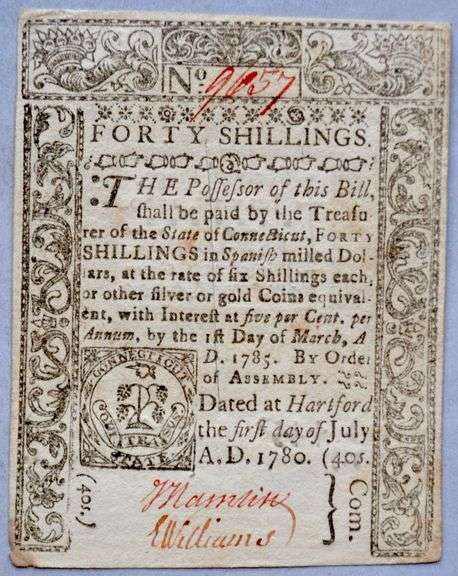 No 9057
FORTY SHILLINGS.
THE Poſſeſſor of this Bill,
ſhall be paid by the Treaſu
rer of the State of Connecticut, FORTY
SHILLINGS in Spaniſh milled Dol-
lars, at the rate of ſix Shillings each,
or other ſilver or gold Coins equival-
ent, with Intereſt at five per Cent. per
Annum, by the 1ſt Day of March, A
D. 1785. By Order
of ASSEMBLY.
Dated at Hartford
the firſt day of July
A. D. 1780. (40s.
CONNECTICUT
STATE
(40s.)
Com.
EWilliams